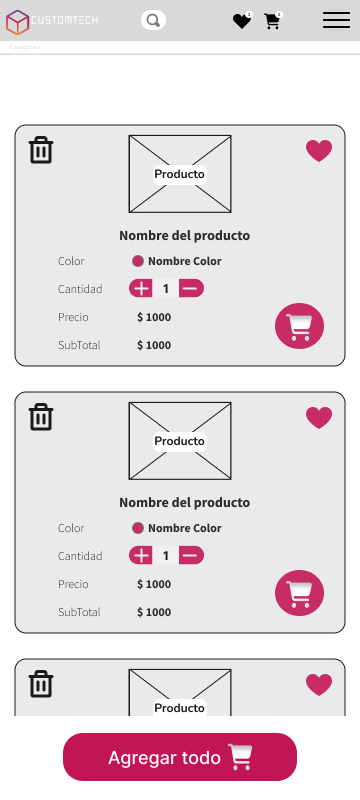 CUSTOMTECH
Categorías
Producto
Nombre del producto
Color Nombre Color
Cantidad 1
Precio $ 1000
SubTotal $ 1000
Producto
Nombre del producto
Color Nombre Color
Cantidad 1
Precio $ 1000
SubTotal $ 1000
Producto
Agregar todo